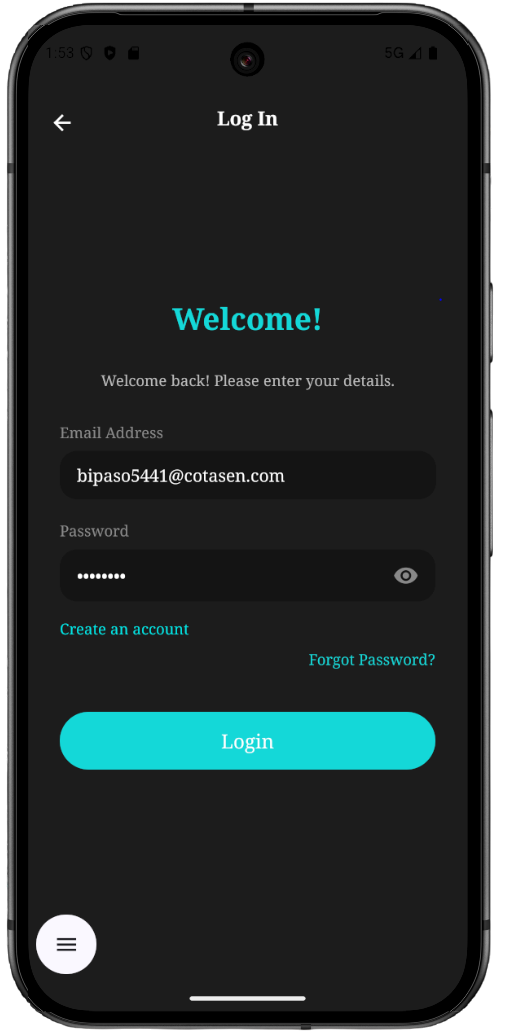 1:53
5G
Log In
Welcome!
Welcome back! Please enter your details.
Email Address
bipaso5441@cotasen.com
Password
••••••••
Create an account
Forgot Password?
Login